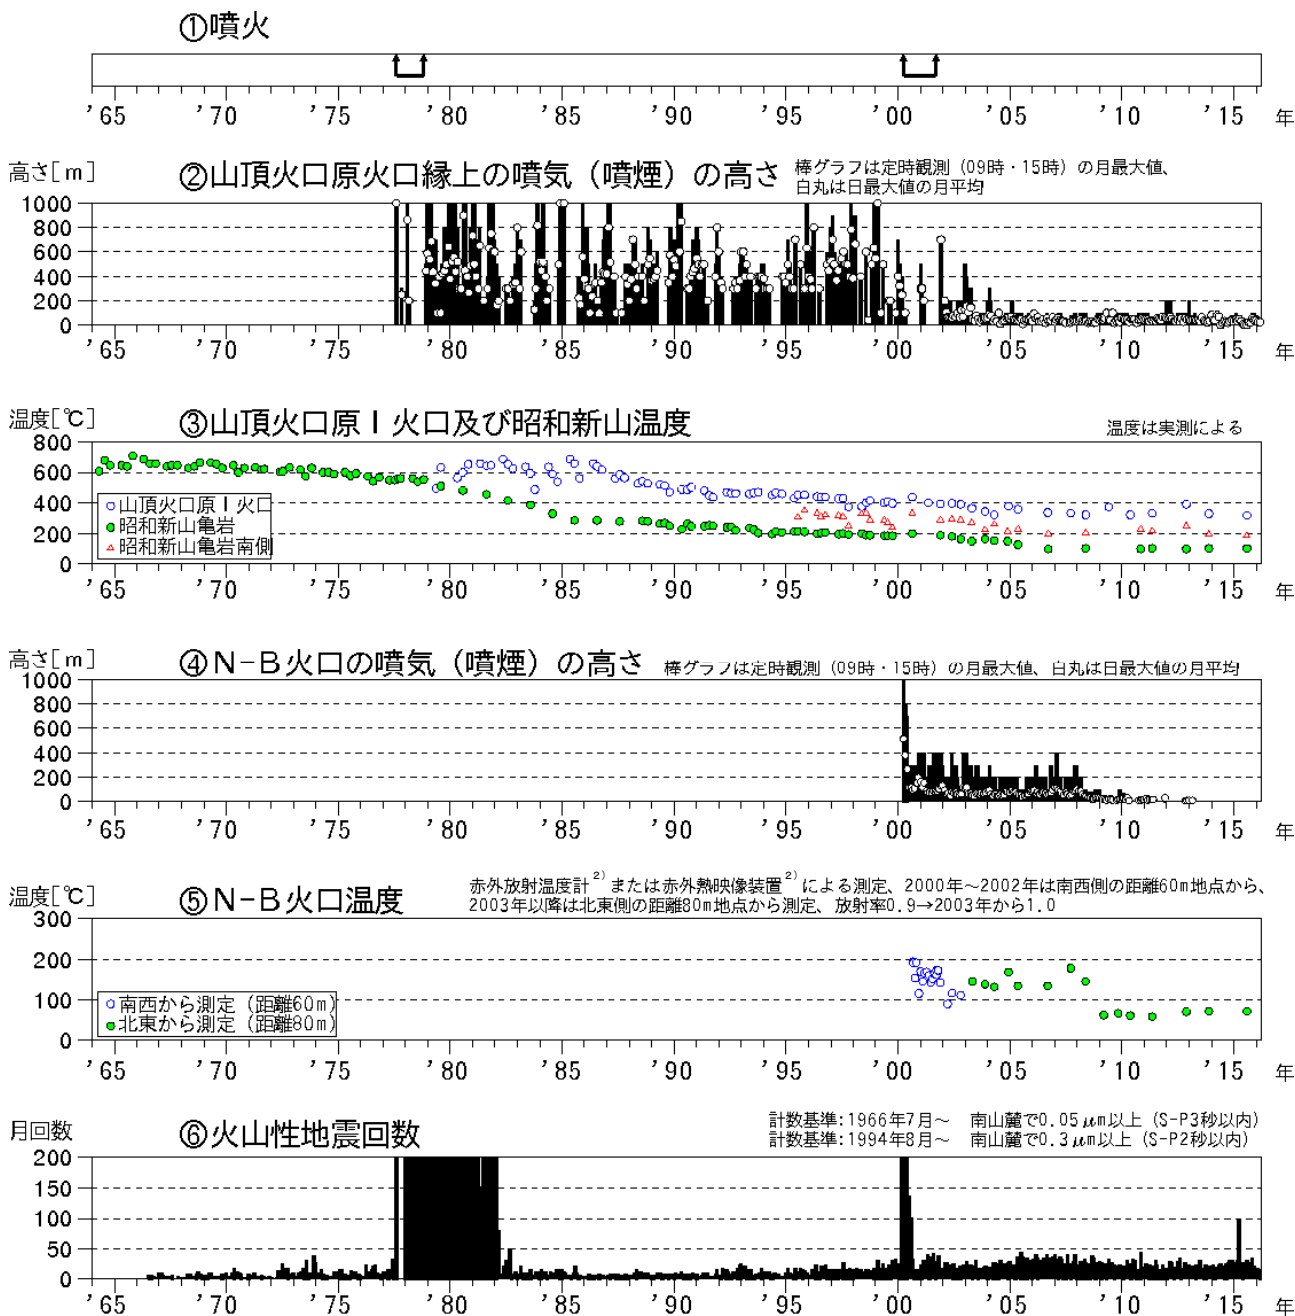 ①噴火
'65 '70 '75 '80 '85 '90 '95 '00 '05 '10 '15 年
高さ[m] ②山頂火口原火口縁上の噴気(噴煙)の高さ 棒グラフは定時観測(09時・15時)の月最大値、
白丸は日最大値の月平均
1000
800
600
400
200
0
'65 '70 '75 '80 '85 '90 '95 '00 '05 '10 '15 年
温度[℃] ③山頂火口原Ⅰ火口及び昭和新山温度 温度は実測による
800
600
400
200
0
山頂火口原Ⅰ火口
昭和新山亀岩
昭和新山亀岩南側
'65 '70 '75 '80 '85 '90 '95 '00 '05 '10 '15 年
高さ[m] ④N-B火口の噴気(噴煙)の高さ 棒グラフは定時観測(09時・15時)の月最大値、白丸は日最大値の月平均
1000
800
600
400
200
0
'65 '70 '75 '80 '85 '90 '95 '00 '05 '10 '15 年
温度[℃] ⑤N-B火口温度 赤外放射温度計2)または赤外熱映像装置2)による測定、2000年~2002年は南西側の距離60m地点から、
2003年以降は北東側の距離80m地点から測定、放射率0.9→2003年から1.0
300
200
100
0
南西から測定(距離60m)
北東から測定(距離80m)
'65 '70 '75 '80 '85 '90 '95 '00 '05 '10 '15 年
月回数 ⑥火山性地震回数 計数基準:1966年7月~ 南山麓で0.05μm以上(S-P3秒以内)
計数基準:1994年8月~ 南山麓で0.3μm以上(S-P2秒以内)
200
150
100
50
0
'65 '70 '75 '80 '85 '90 '95 '00 '05 '10 '15 年